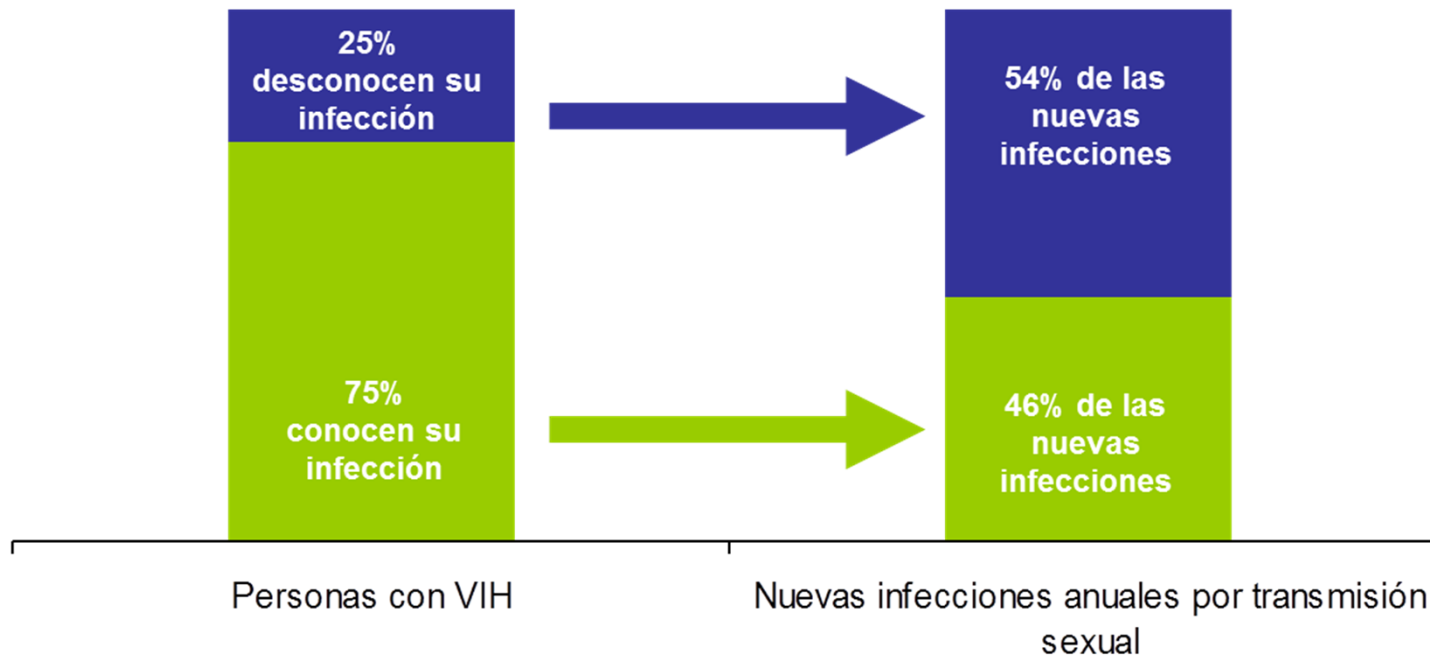 25%
desconocen su
infección
54% de las
nuevas
infecciones
75%
conocen su
infección
46% de las
nuevas
infecciones
Personas con VIH
Nuevas infecciones anuales por transmisión
sexual